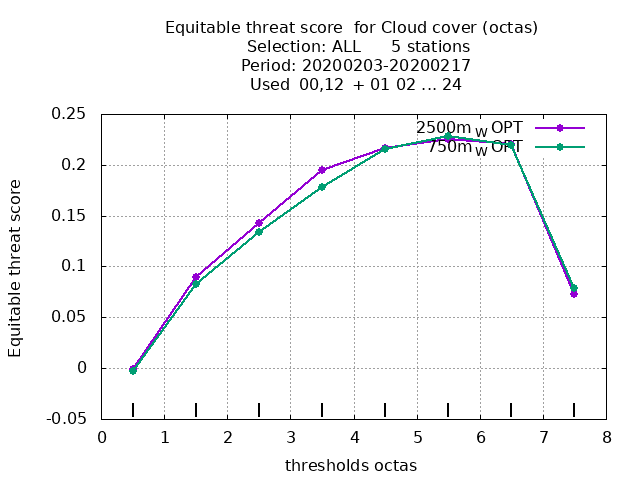 Equitable threat score  for Cloud cover (octas)
Selection: ALL      5 stations
Period: 20200203-20200217
Used  00,12  + 01 02 ... 24
0.25
0.2
0.15
0.1
0.05
0
-0.05
Equitable threat score
2500m W OPT
750m W OPT
0 1 2 3 4 5 6 7 8
thresholds octas